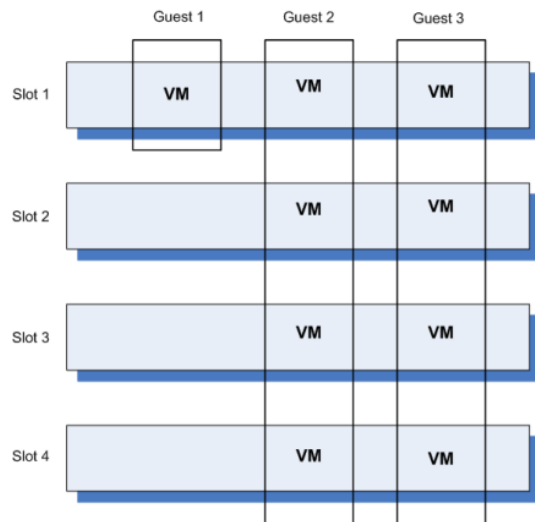 Guest 1 Guest 2 Guest 3
Slot 1 VM VM VM
Slot 2 VM VM
Slot 3 VM VM
Slot 4 VM VM